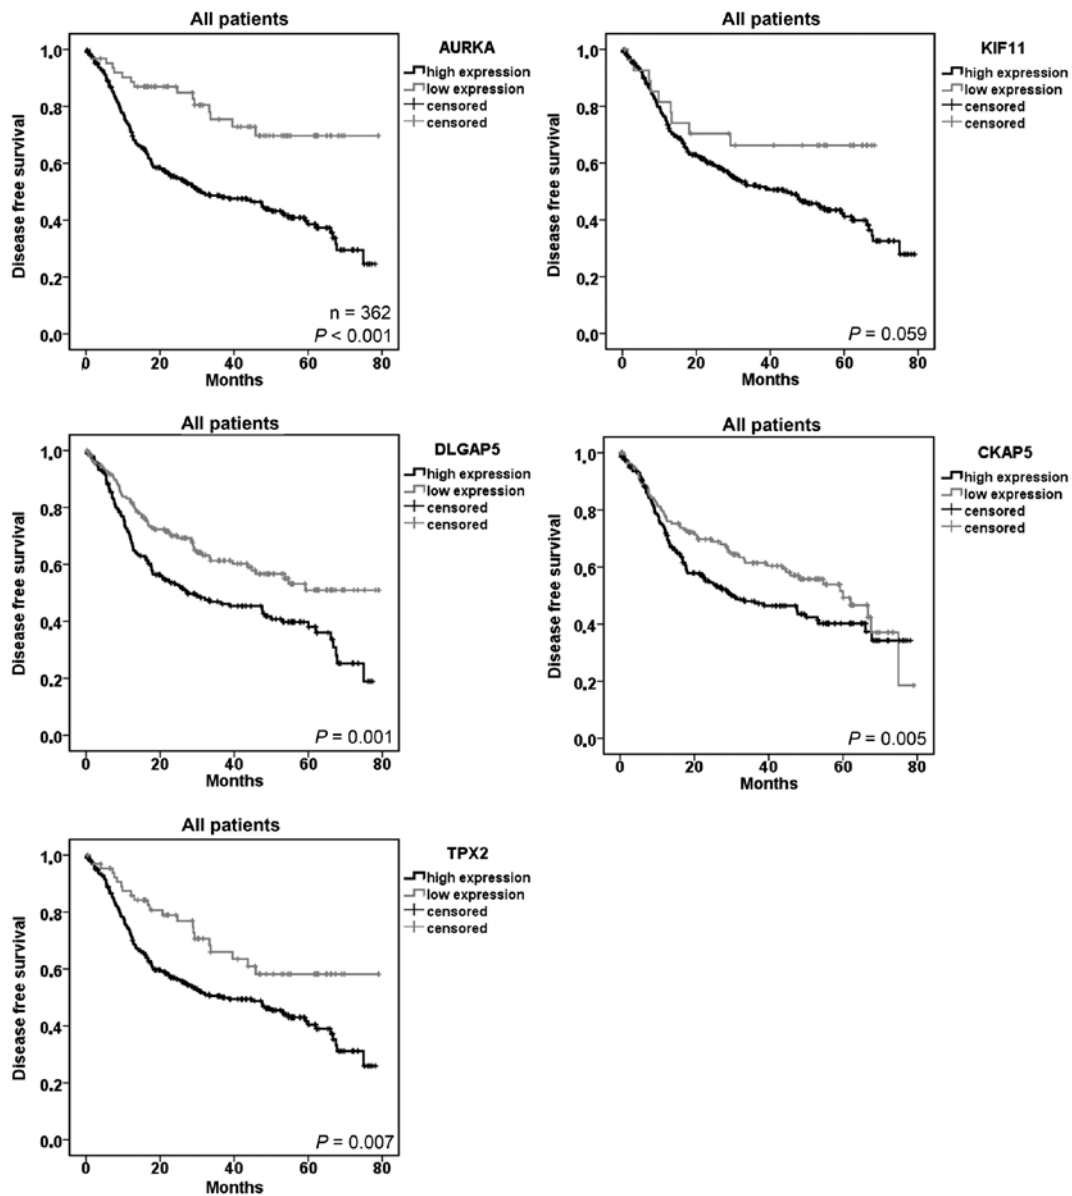 All patients
AURKA
high expression
low expression
censored
censored
Disease free survival
1,0
0,8
0,6
0,4
0,2
0,0
n = 362
P < 0.001
0 20 40 60 80
Months
All patients
KIF11
high expression
low expression
censored
censored
Disease free survival
1,0
0,8
0,6
0,4
0,2
0,0
P = 0.059
0 20 40 60 80
Months
All patients
DLGAP5
high expression
low expression
censored
censored
Disease free survival
1,0
0,8
0,6
0,4
0,2
0,0
P = 0.001
0 20 40 60 80
Months
All patients
CKAP5
high expression
low expression
censored
censored
Disease free survival
1,0
0,8
0,6
0,4
0,2
0,0
P = 0.005
0 20 40 60 80
Months
All patients
TPX2
high expression
low expression
censored
censored
Disease free survival
1,0
0,8
0,6
0,4
0,2
0,0
P = 0.007
0 20 40 60 80
Months